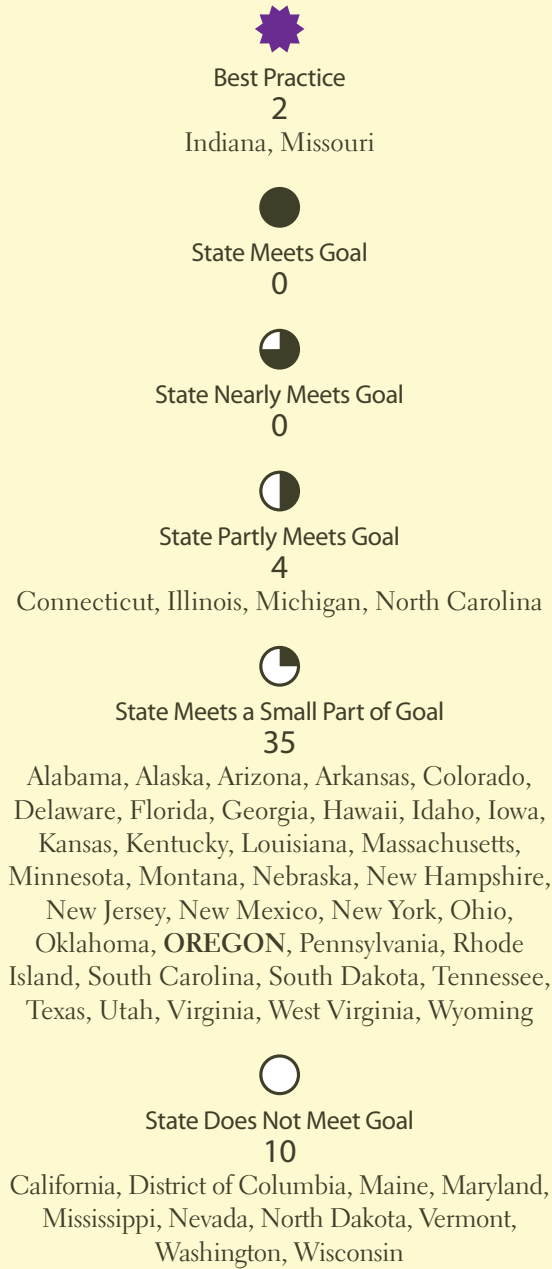 Best Practice
2
Indiana, Missouri
State Meets Goal
0
State Nearly Meets Goal
0
State Partly Meets Goal
4
Connecticut, Illinois, Michigan, North Carolina
State Meets a Small Part of Goal
35
Alabama, Alaska, Arizona, Arkansas, Colorado,
Delaware, Florida, Georgia, Hawaii, Idaho, Iowa,
Kansas, Kentucky, Louisiana, Massachusetts,
Minnesota, Montana, Nebraska, New Hampshire,
New Jersey, New Mexico, New York, Ohio,
Oklahoma, OREGON, Pennsylvania, Rhode
Island, South Carolina, South Dakota, Tennessee,
Texas, Utah, Virginia, West Virginia, Wyoming
State Does Not Meet Goal
10
California, District of Columbia, Maine, Maryland,
Mississippi, Nevada, North Dakota, Vermont,
Washington, Wisconsin